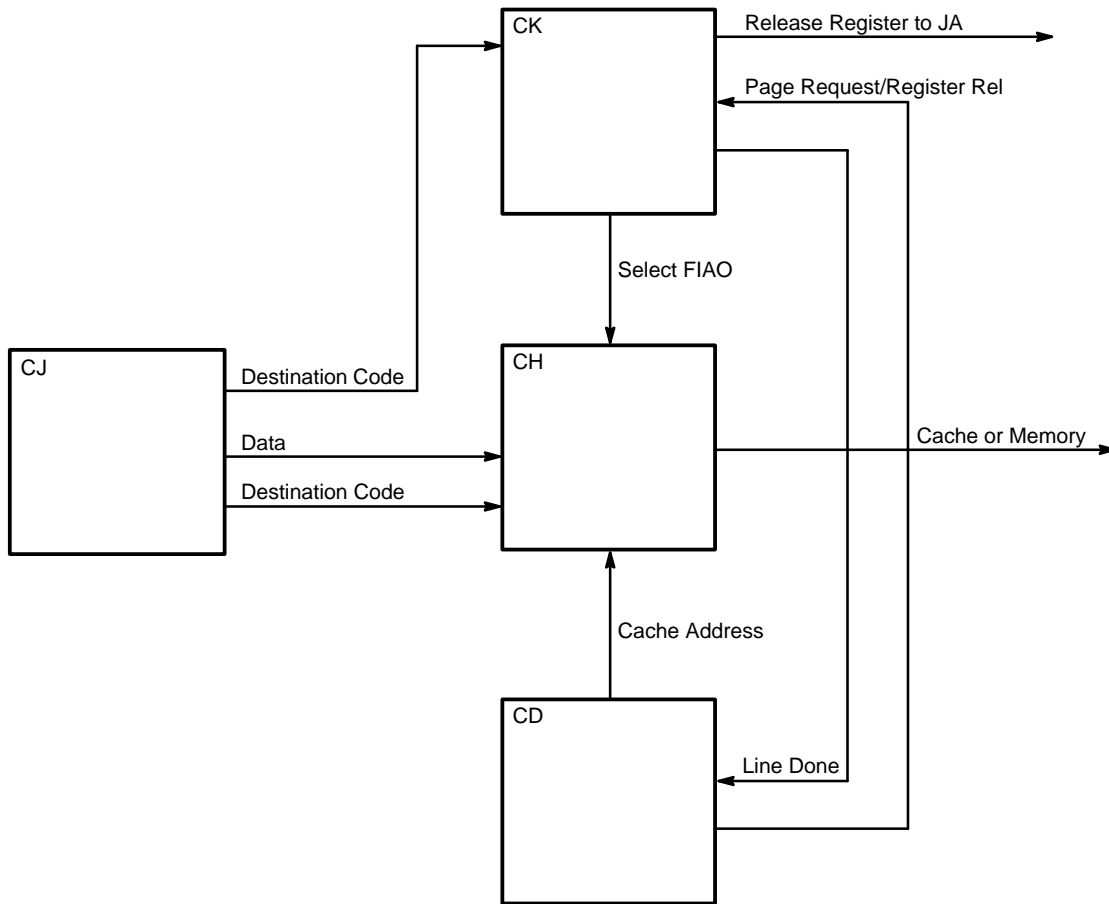 CK
Release Register to JA
Page Request/Register Rel
Select FIAO
CJ
CH
Destination Code
Data
Cache or Memory
Destination Code
Cache Address
CD
Line Done